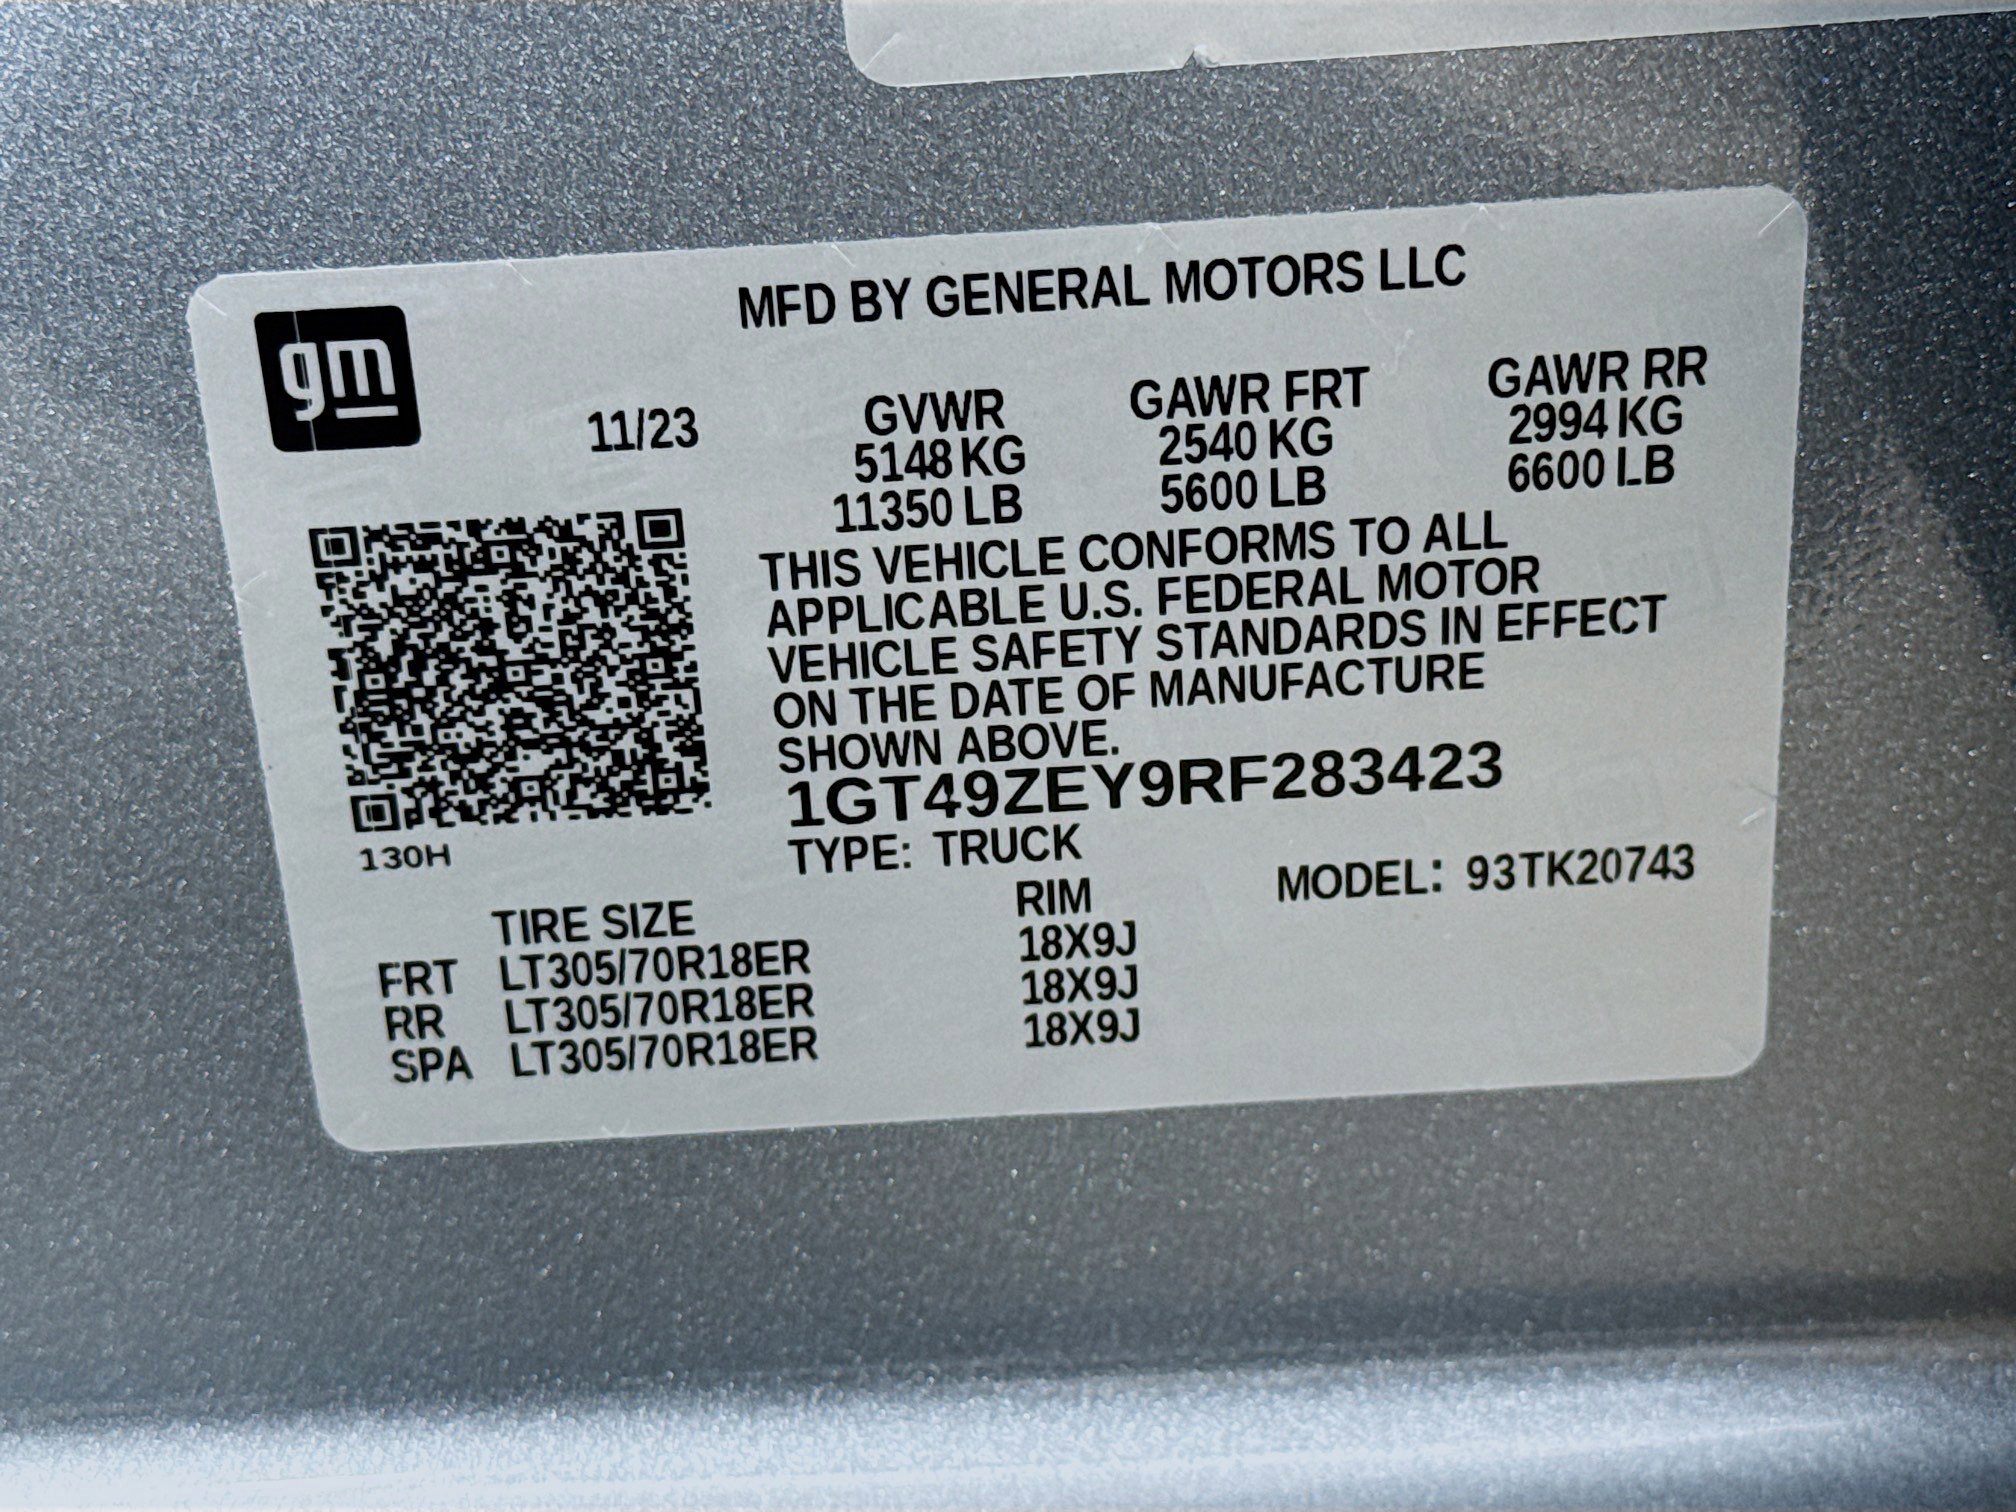 MFD BY GENERAL MOTORS LLC
gm
11/23
GVWR GAWR FRT GAWR RR
5148 KG 2540 KG 2994 KG
11350 LB 5600 LB 6600 LB
THIS VEHICLE CONFORMS TO ALL
APPLICABLE U.S. FEDERAL MOTOR
VEHICLE SAFETY STANDARDS IN EFFECT
ON THE DATE OF MANUFACTURE
SHOWN ABOVE.
1GT49ZEY9RF283423
130H
TYPE: TRUCK
MODEL: 93TK20743
TIRE SIZE RIM
FRT LT305/70R18ER 18X9J
RR LT305/70R18ER 18X9J
SPA LT305/70R18ER 18X9J